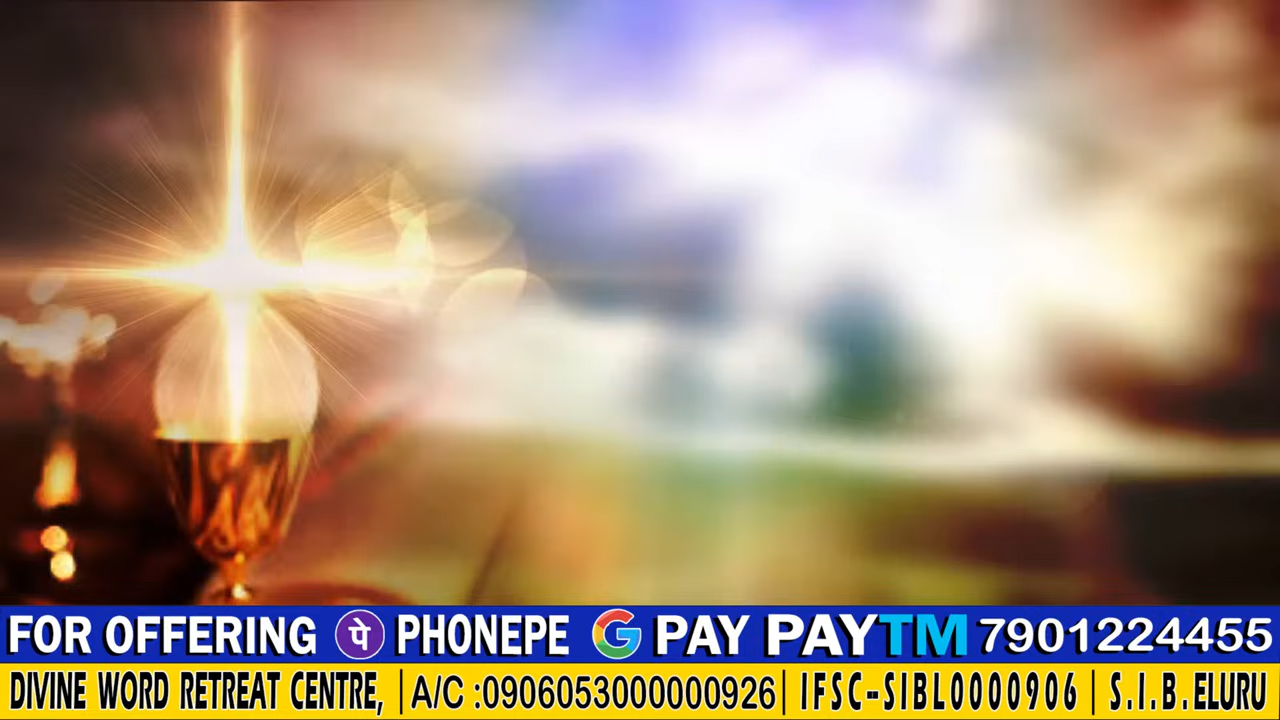 FOR OFFERING पे PHONEPE G PAY PAYTM 7901224455
DIVINE WORD RETREAT CENTRE, | A/C :0906053000000926 | IFSC-SIBL0000906 | S.I.B.ELURU